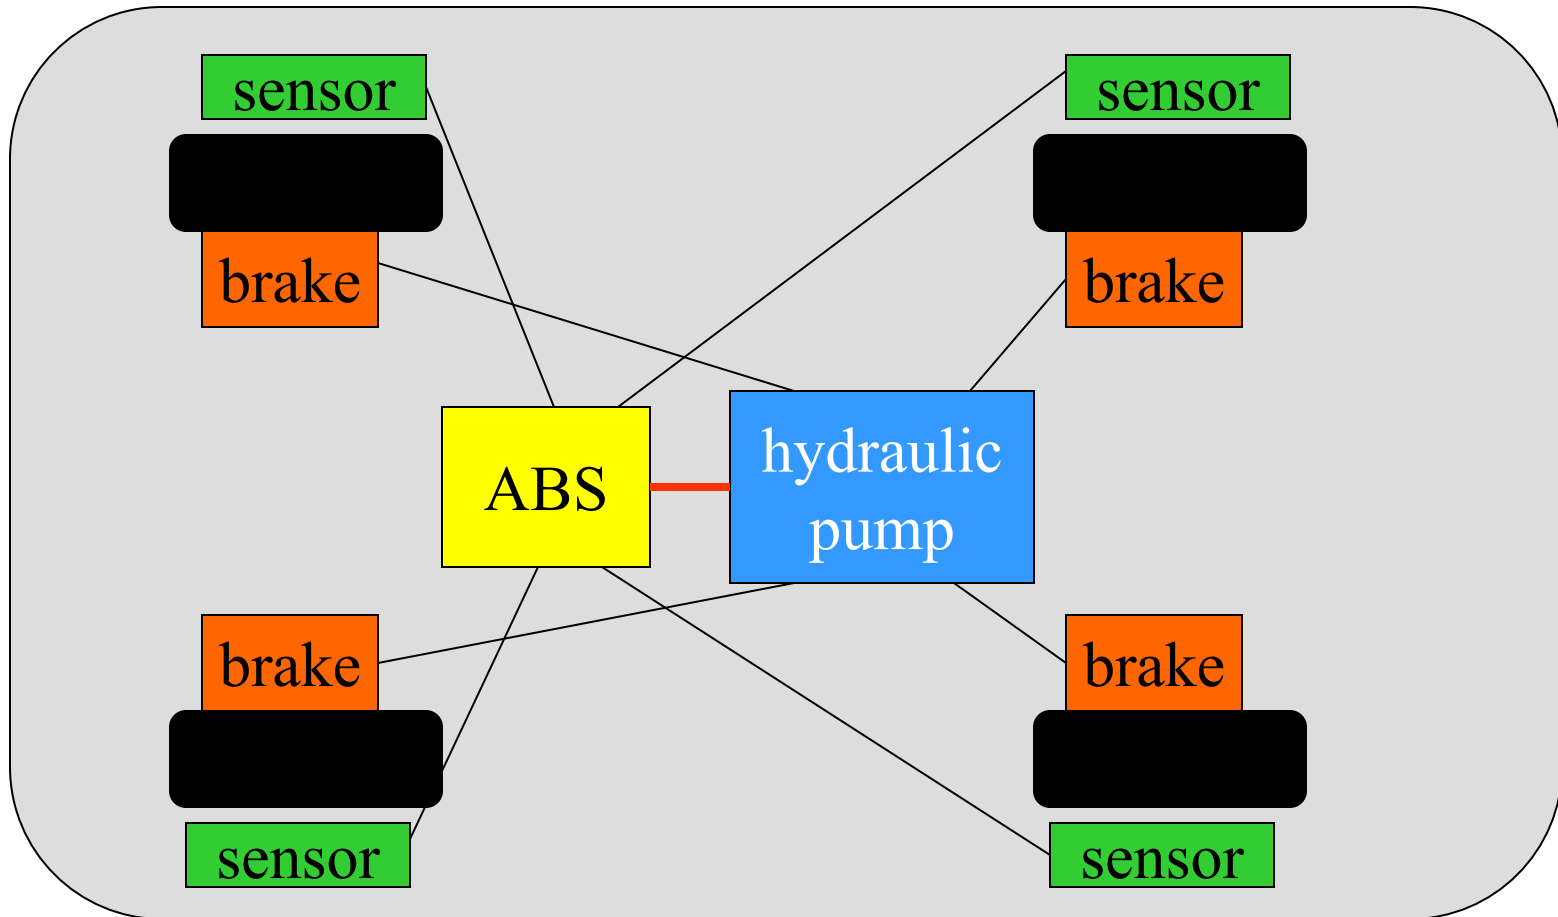 sensor
sensor
brake
brake
ABS
hydraulic
pump
brake
brake
sensor
sensor